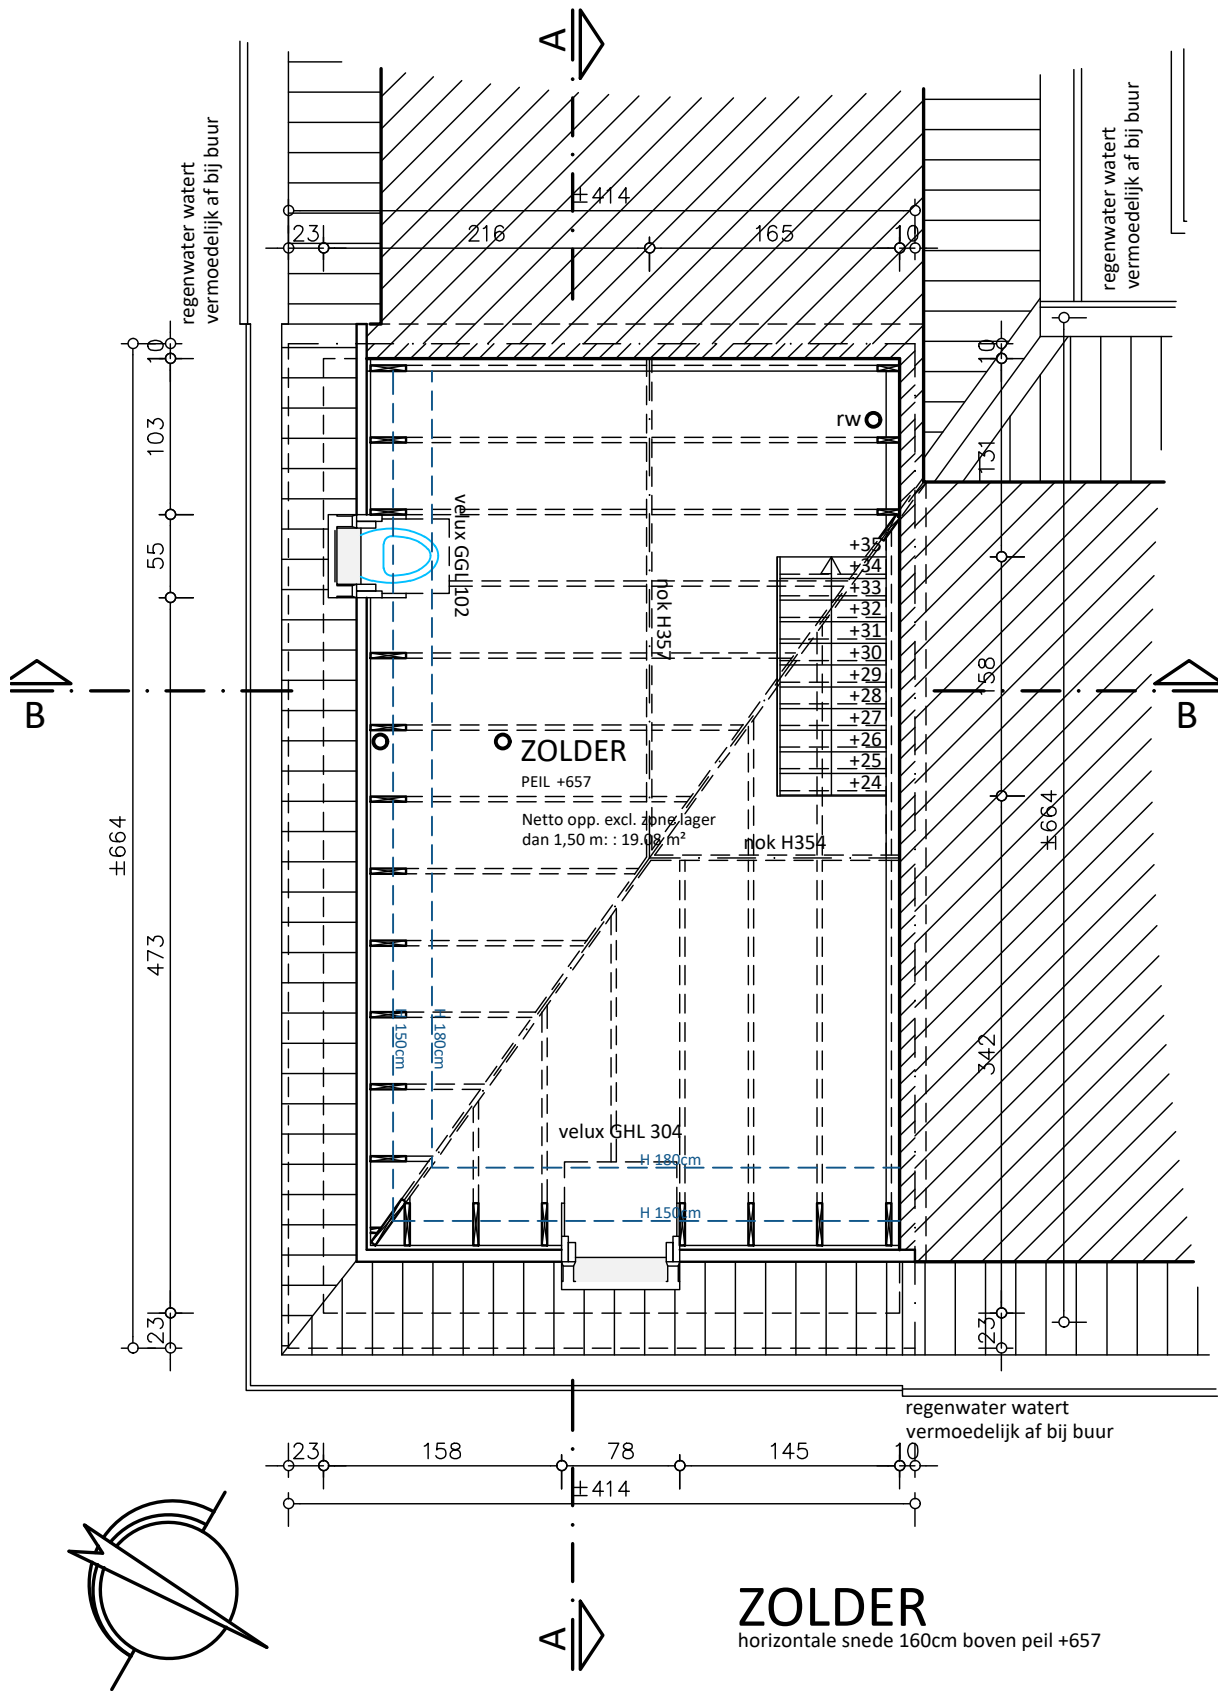 A
regenwater watert
vermoedelijk af bij buur
regenwater watert
vermoedelijk af bij buur
±414
23
216
165
10
10
103
55
473
23
±664
10
131
158
342
23
±664
rw
velux GGL 102
nok H357
+35
+34
+33
+32
+31
+30
+29
+28
+27
+26
+25
+24
B
B
ZOLDER
PEIL +657
Netto opp. excl. zone lager
dan 1,50 m: : 19.08 m²
nok H354
H 150cm
H 180cm
velux GHL 304
H 180cm
H 150cm
regenwater watert
vermoedelijk af bij buur
23
158
78
145
10
±414
A
ZOLDER
horizontale snede 160cm boven peil +657